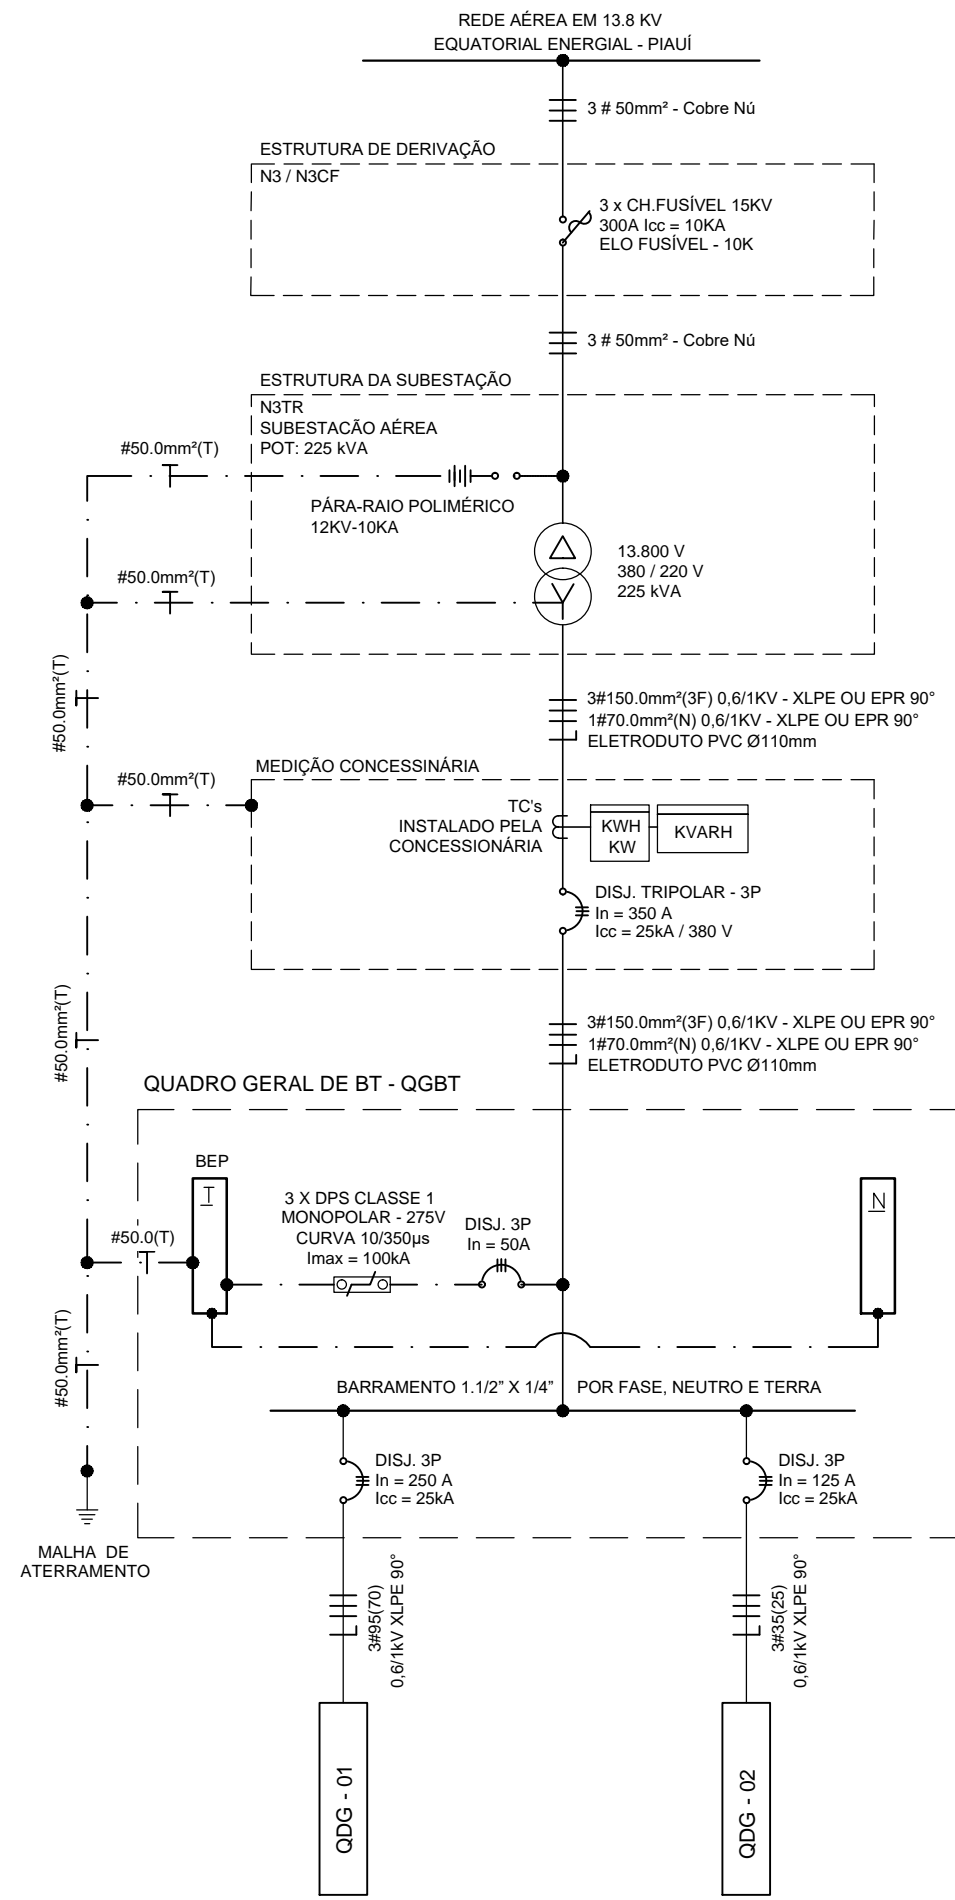 REDE AÉREA EM 13.8 KV
EQUATORIAL ENERGIAL - PIAUÍ
3 # 50mm² - Cobre Nú
ESTRUTURA DE DERIVAÇÃO
N3 / N3CF
3 x CH.FUSÍVEL 15KV
300A Icc = 10KA
ELO FUSÍVEL - 10K
3 # 50mm² - Cobre Nú
ESTRUTURA DA SUBESTAÇÃO
N3TR
SUBESTACÃO AÉREA
POT: 225 kVA
#50.0mm²(T)
PÁRA-RAIO POLIMÉRICO
12KV-10KA
13.800 V
380 / 220 V
225 kVA
#50.0mm²(T)
#50.0mm²(T)
3#150.0mm²(3F) 0,6/1KV - XLPE OU EPR 90°
1#70.0mm²(N) 0,6/1KV - XLPE OU EPR 90°
ELETRODUTO PVC Ø110mm
MEDIÇÃO CONCESSINÁRIA
#50.0mm²(T)
TC's
INSTALADO PELA
CONCESSIONÁRIA
KWH
KW
KVARH
DISJ. TRIPOLAR - 3P
In = 350 A
Icc = 25kA / 380 V
#50.0mm²(T)
3#150.0mm²(3F) 0,6/1KV - XLPE OU EPR 90°
1#70.0mm²(N) 0,6/1KV - XLPE OU EPR 90°
ELETRODUTO PVC Ø110mm
QUADRO GERAL DE BT - QGBT
BEP
T
N
3 X DPS CLASSE 1
MONOPOLAR - 275V
CURVA 10/350µs
Imax = 100kA
DISJ. 3P
In = 50A
#50.0(T)
#50.0mm²(T)
BARRAMENTO 1.1/2” X 1/4” POR FASE, NEUTRO E TERRA
DISJ. 3P
In = 250 A
Icc = 25kA
DISJ. 3P
In = 125 A
Icc = 25kA
MALHA DE
ATERRAMENTO
3#95(70)
0,6/1kV XLPE 90°
3#35(25)
0,6/1kV XLPE 90°
QDG - 01
QDG - 02